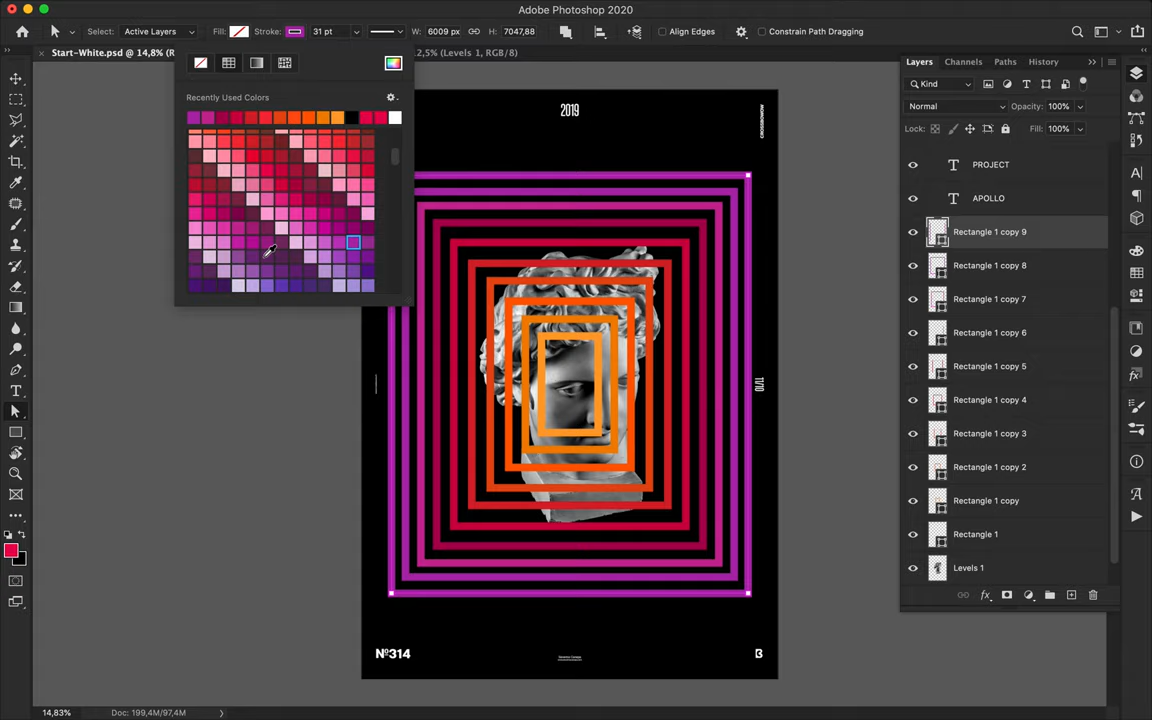 Adobe Photoshop 2020
Select: Active Layers Fill: Stroke: 31 pt W: 6009 px H: 7047,88 Align Edges Constrain Path Dragging
Start-White.psd @ 14,8% (R 2,5% (Levels 1, RGB/8)
Layers Channels Paths History
Kind
Recently Used Colors
Normal Opacity: 100%
Lock: Fill: 100%
2019
CROSSBOWOW
PROJECT
APOLLO
Rectangle 1 copy 9
Rectangle 1 copy 8
Rectangle 1 copy 7
Rectangle 1 copy 6
Rectangle 1 copy 5
Rectangle 1 copy 4
Rectangle 1 copy 3
Rectangle 1 copy 2
Rectangle 1 copy
Rectangle 1
Levels 1
11/10
Nº314
14,83% Doc: 199,4M/97,4M